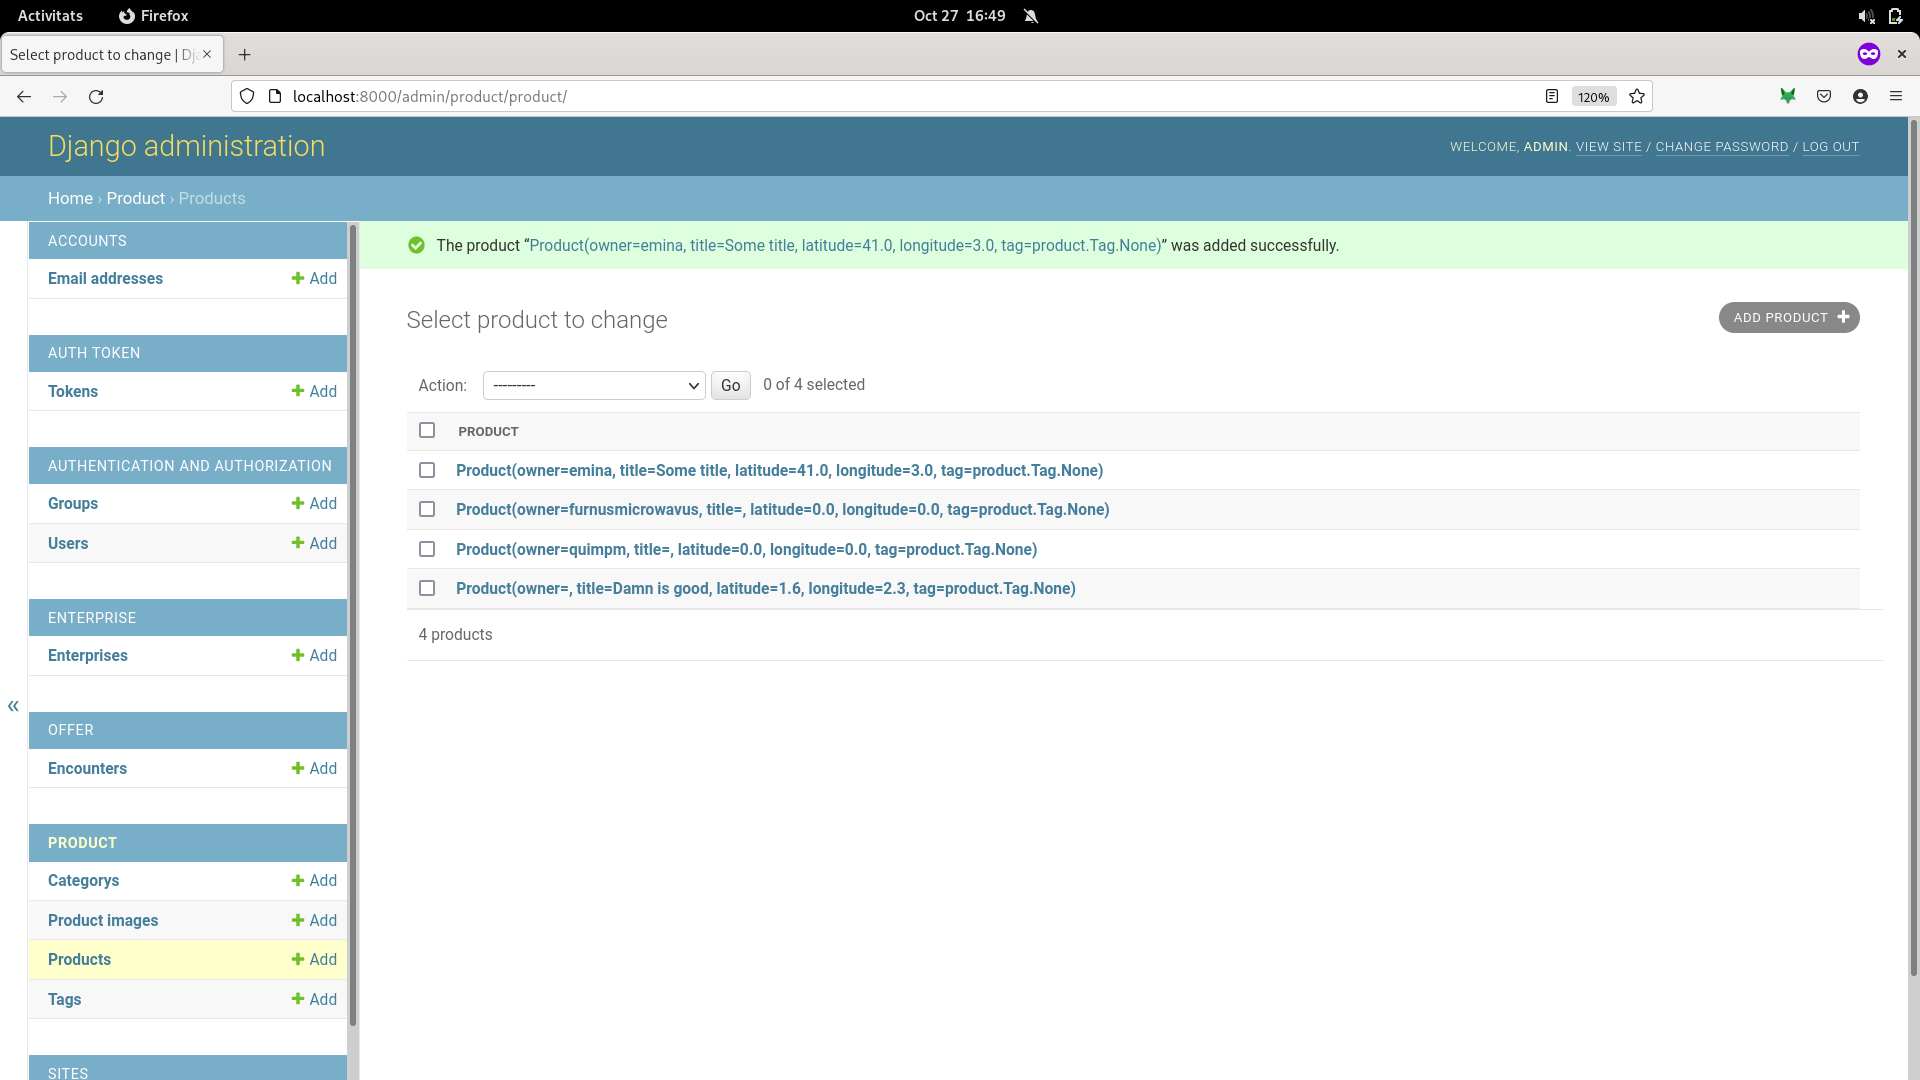 Activitats Firefox Oct 27 16:49
Select product to change | Dj
localhost:8000/admin/product/product/ 120%
Django administration
WELCOME, ADMIN. VIEW SITE / CHANGE PASSWORD / LOG OUT
Home › Product › Products
ACCOUNTS
Email addresses Add
AUTH TOKEN
Tokens Add
AUTHENTICATION AND AUTHORIZATION
Groups Add
Users Add
ENTERPRISE
Enterprises Add
OFFER
Encounters Add
PRODUCT
Categorys Add
Product images Add
Products Add
Tags Add
SITES
«
The product “Product(owner=emina, title=Some title, latitude=41.0, longitude=3.0, tag=product.Tag.None)” was added successfully.
Select product to change
ADD PRODUCT
Action: --------- Go 0 of 4 selected
PRODUCT
Product(owner=emina, title=Some title, latitude=41.0, longitude=3.0, tag=product.Tag.None)
Product(owner=furnusmicrowavus, title=, latitude=0.0, longitude=0.0, tag=product.Tag.None)
Product(owner=quimpm, title=, latitude=0.0, longitude=0.0, tag=product.Tag.None)
Product(owner=, title=Damn is good, latitude=1.6, longitude=2.3, tag=product.Tag.None)
4 products